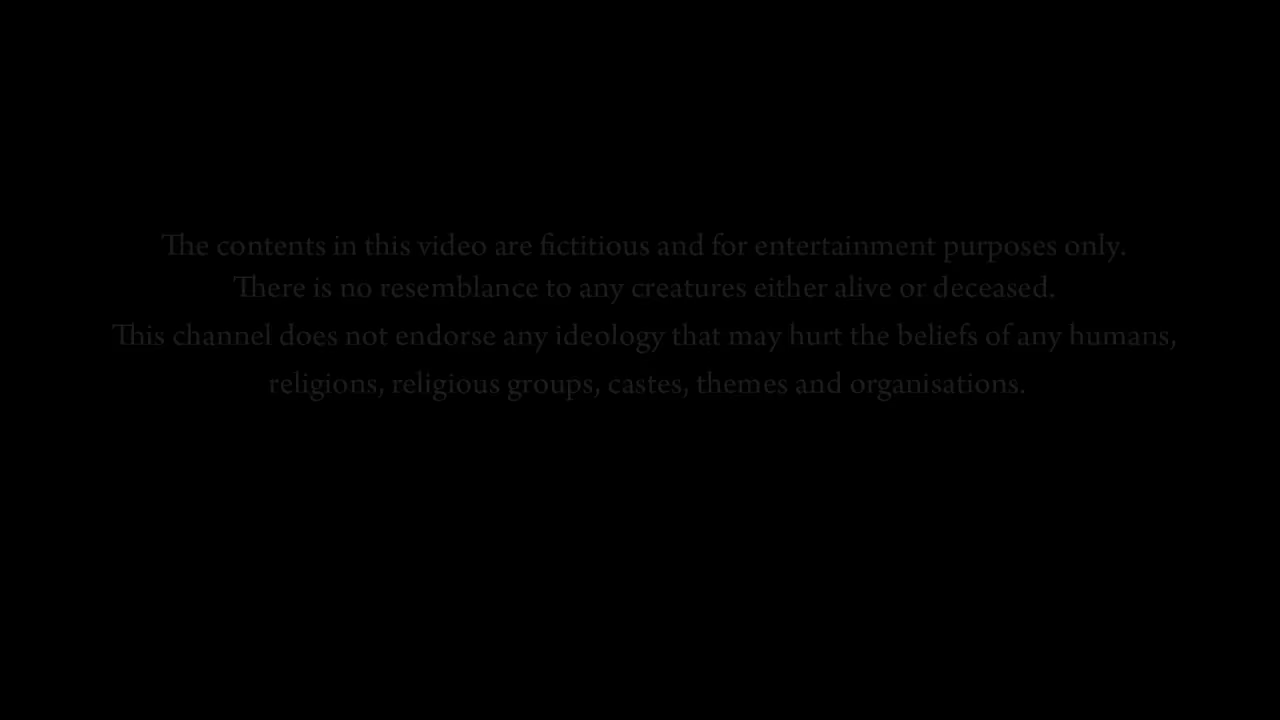 The contents in this video are fictitious and for entertainment purposes only.
There is no resemblance to any creatures either alive or deceased.
This channel does not endorse any ideology that may hurt the beliefs of any humans,
religions, religious groups, castes, themes and organisations.